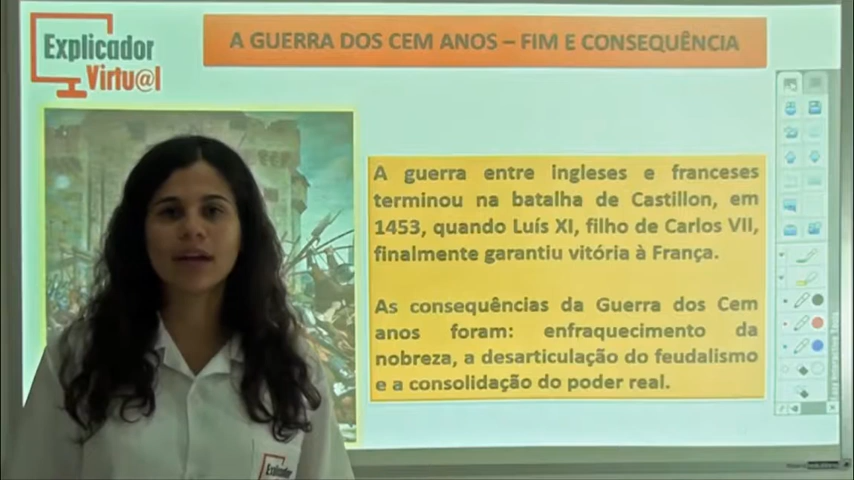 Explicador
Virtu@l
A GUERRA DOS CEM ANOS – FIM E CONSEQUÊNCIA
A guerra entre ingleses e franceses
terminou na batalha de Castillon, em
1453, quando Luís XI, filho de Carlos VII,
finalmente garantiu vitória à França.
As consequências da Guerra dos Cem
anos foram: enfraquecimento da
nobreza, a desarticulação do feudalismo
e a consolidação do poder real.
Explicador